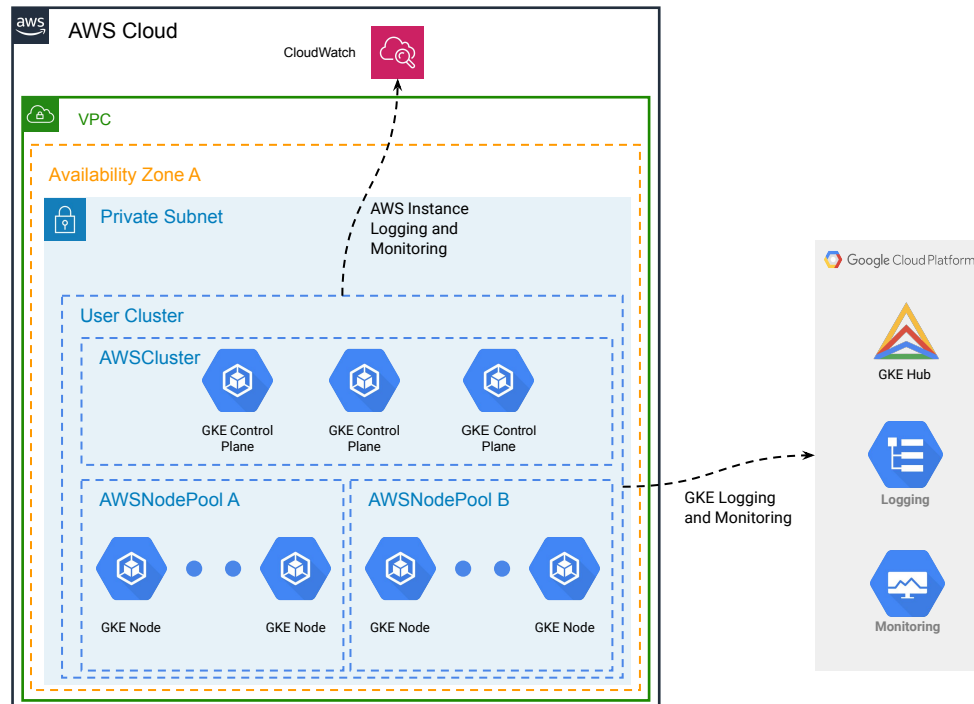 aws
AWS Cloud
CloudWatch
VPC
Availability Zone A
Private Subnet
AWS Instance
Logging and
Monitoring
User Cluster
AWSCluster
GKE Control
Plane
GKE Control
Plane
GKE Control
Plane
AWSNodePool A
AWSNodePool B
GKE Node
GKE Node
GKE Node
GKE Node
GKE Logging
and Monitoring
Google Cloud Platform
GKE Hub
Logging
Monitoring